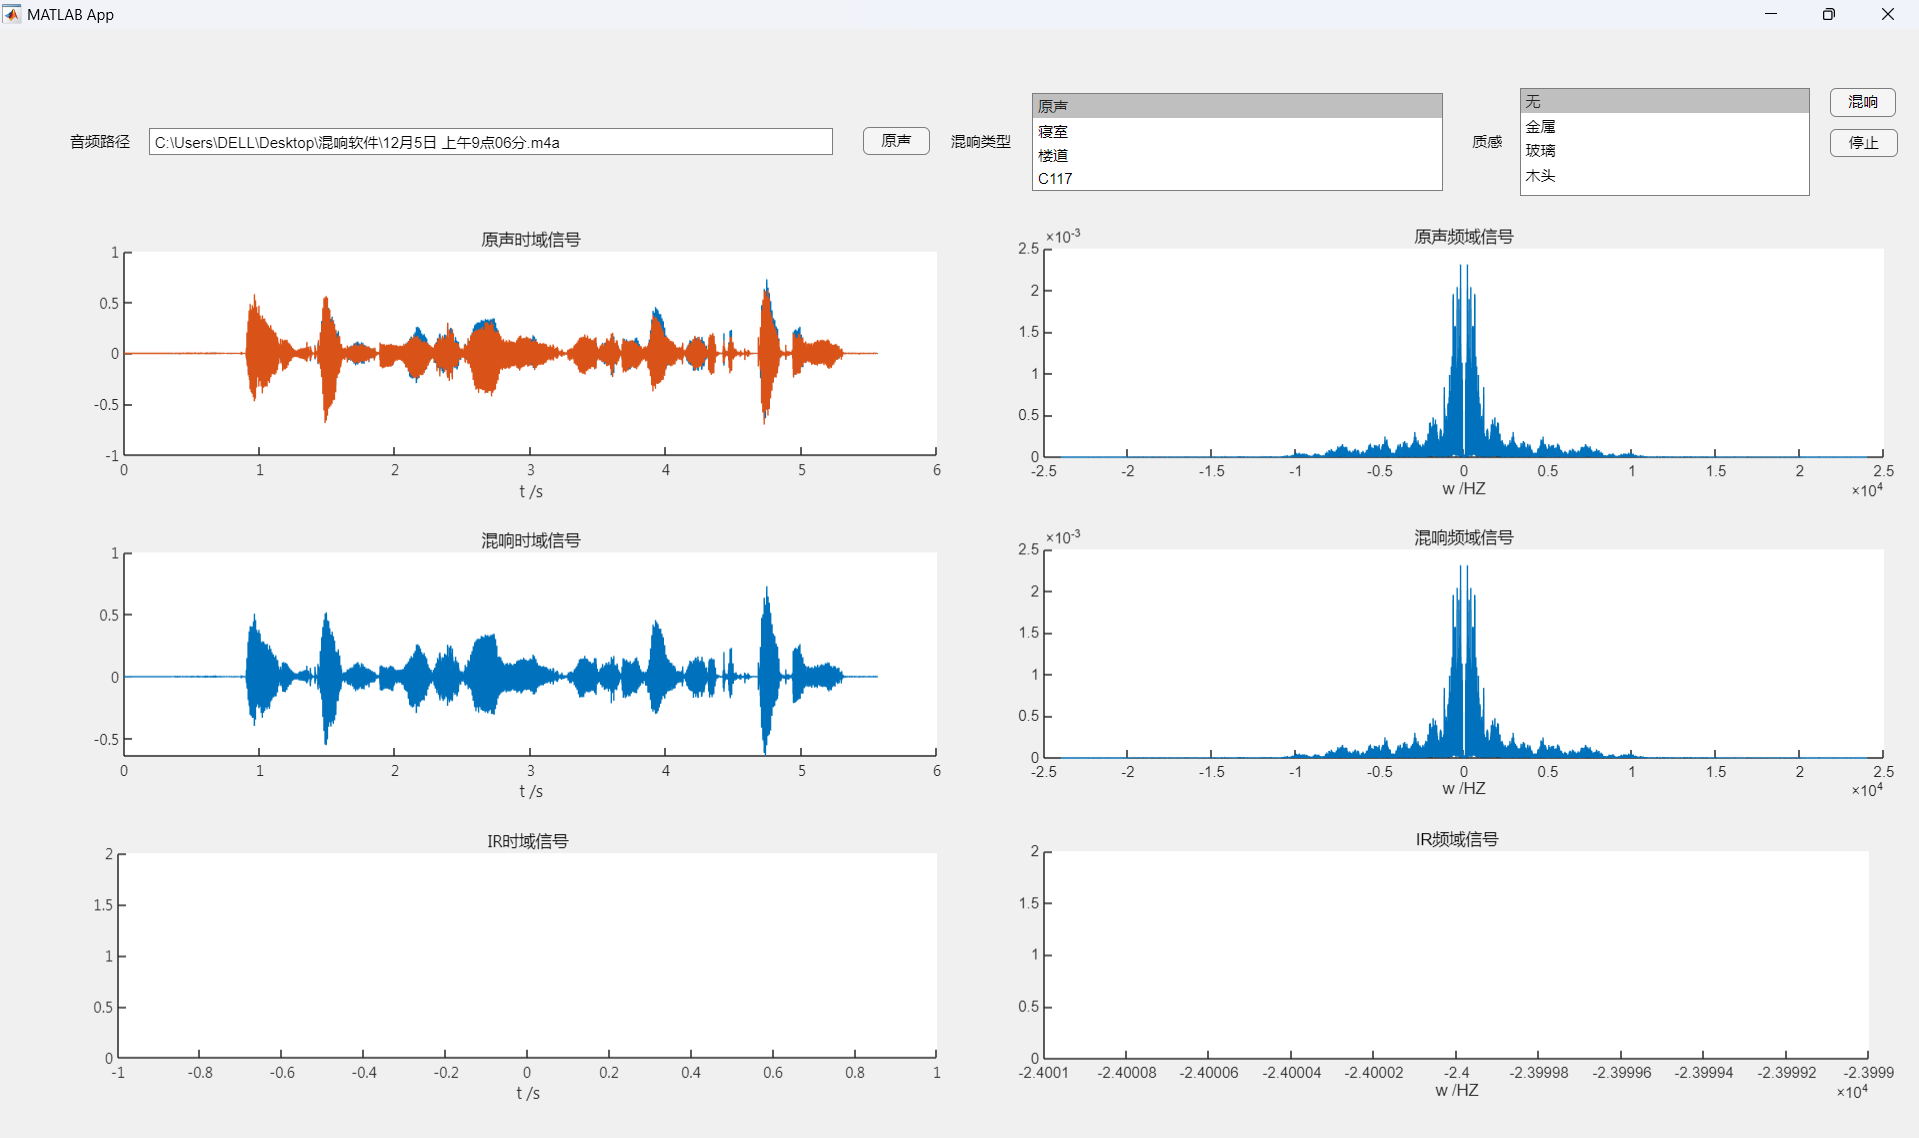 MATLAB App
音频路径
C:\Users\DELL\Desktop\混响软件\12月5日 上午9点06分.m4a
原声
混响类型
原声
寝室
楼道
C117
质感
无
金属
玻璃
木头
混响
停止
原声时域信号
1
0.5
0
-0.5
-1
0 1 2 3 4 5 6
t /s
原声频域信号
×10-3
2.5
2
1.5
1
0.5
0
-2.5 -2 -1.5 -1 -0.5 0 0.5 1 1.5 2 2.5
w /HZ
×104
混响时域信号
1
0.5
0
-0.5
0 1 2 3 4 5 6
t /s
混响频域信号
×10-3
2.5
2
1.5
1
0.5
0
-2.5 -2 -1.5 -1 -0.5 0 0.5 1 1.5 2 2.5
w /HZ
×104
IR时域信号
2
1.5
1
0.5
0
-1 -0.8 -0.6 -0.4 -0.2 0 0.2 0.4 0.6 0.8 1
t /s
IR频域信号
2
1.5
1
0.5
0
-2.4001 -2.40008 -2.40006 -2.40004 -2.40002 -2.4 -2.39998 -2.39996 -2.39994 -2.39992 -2.3999
w /HZ
×104